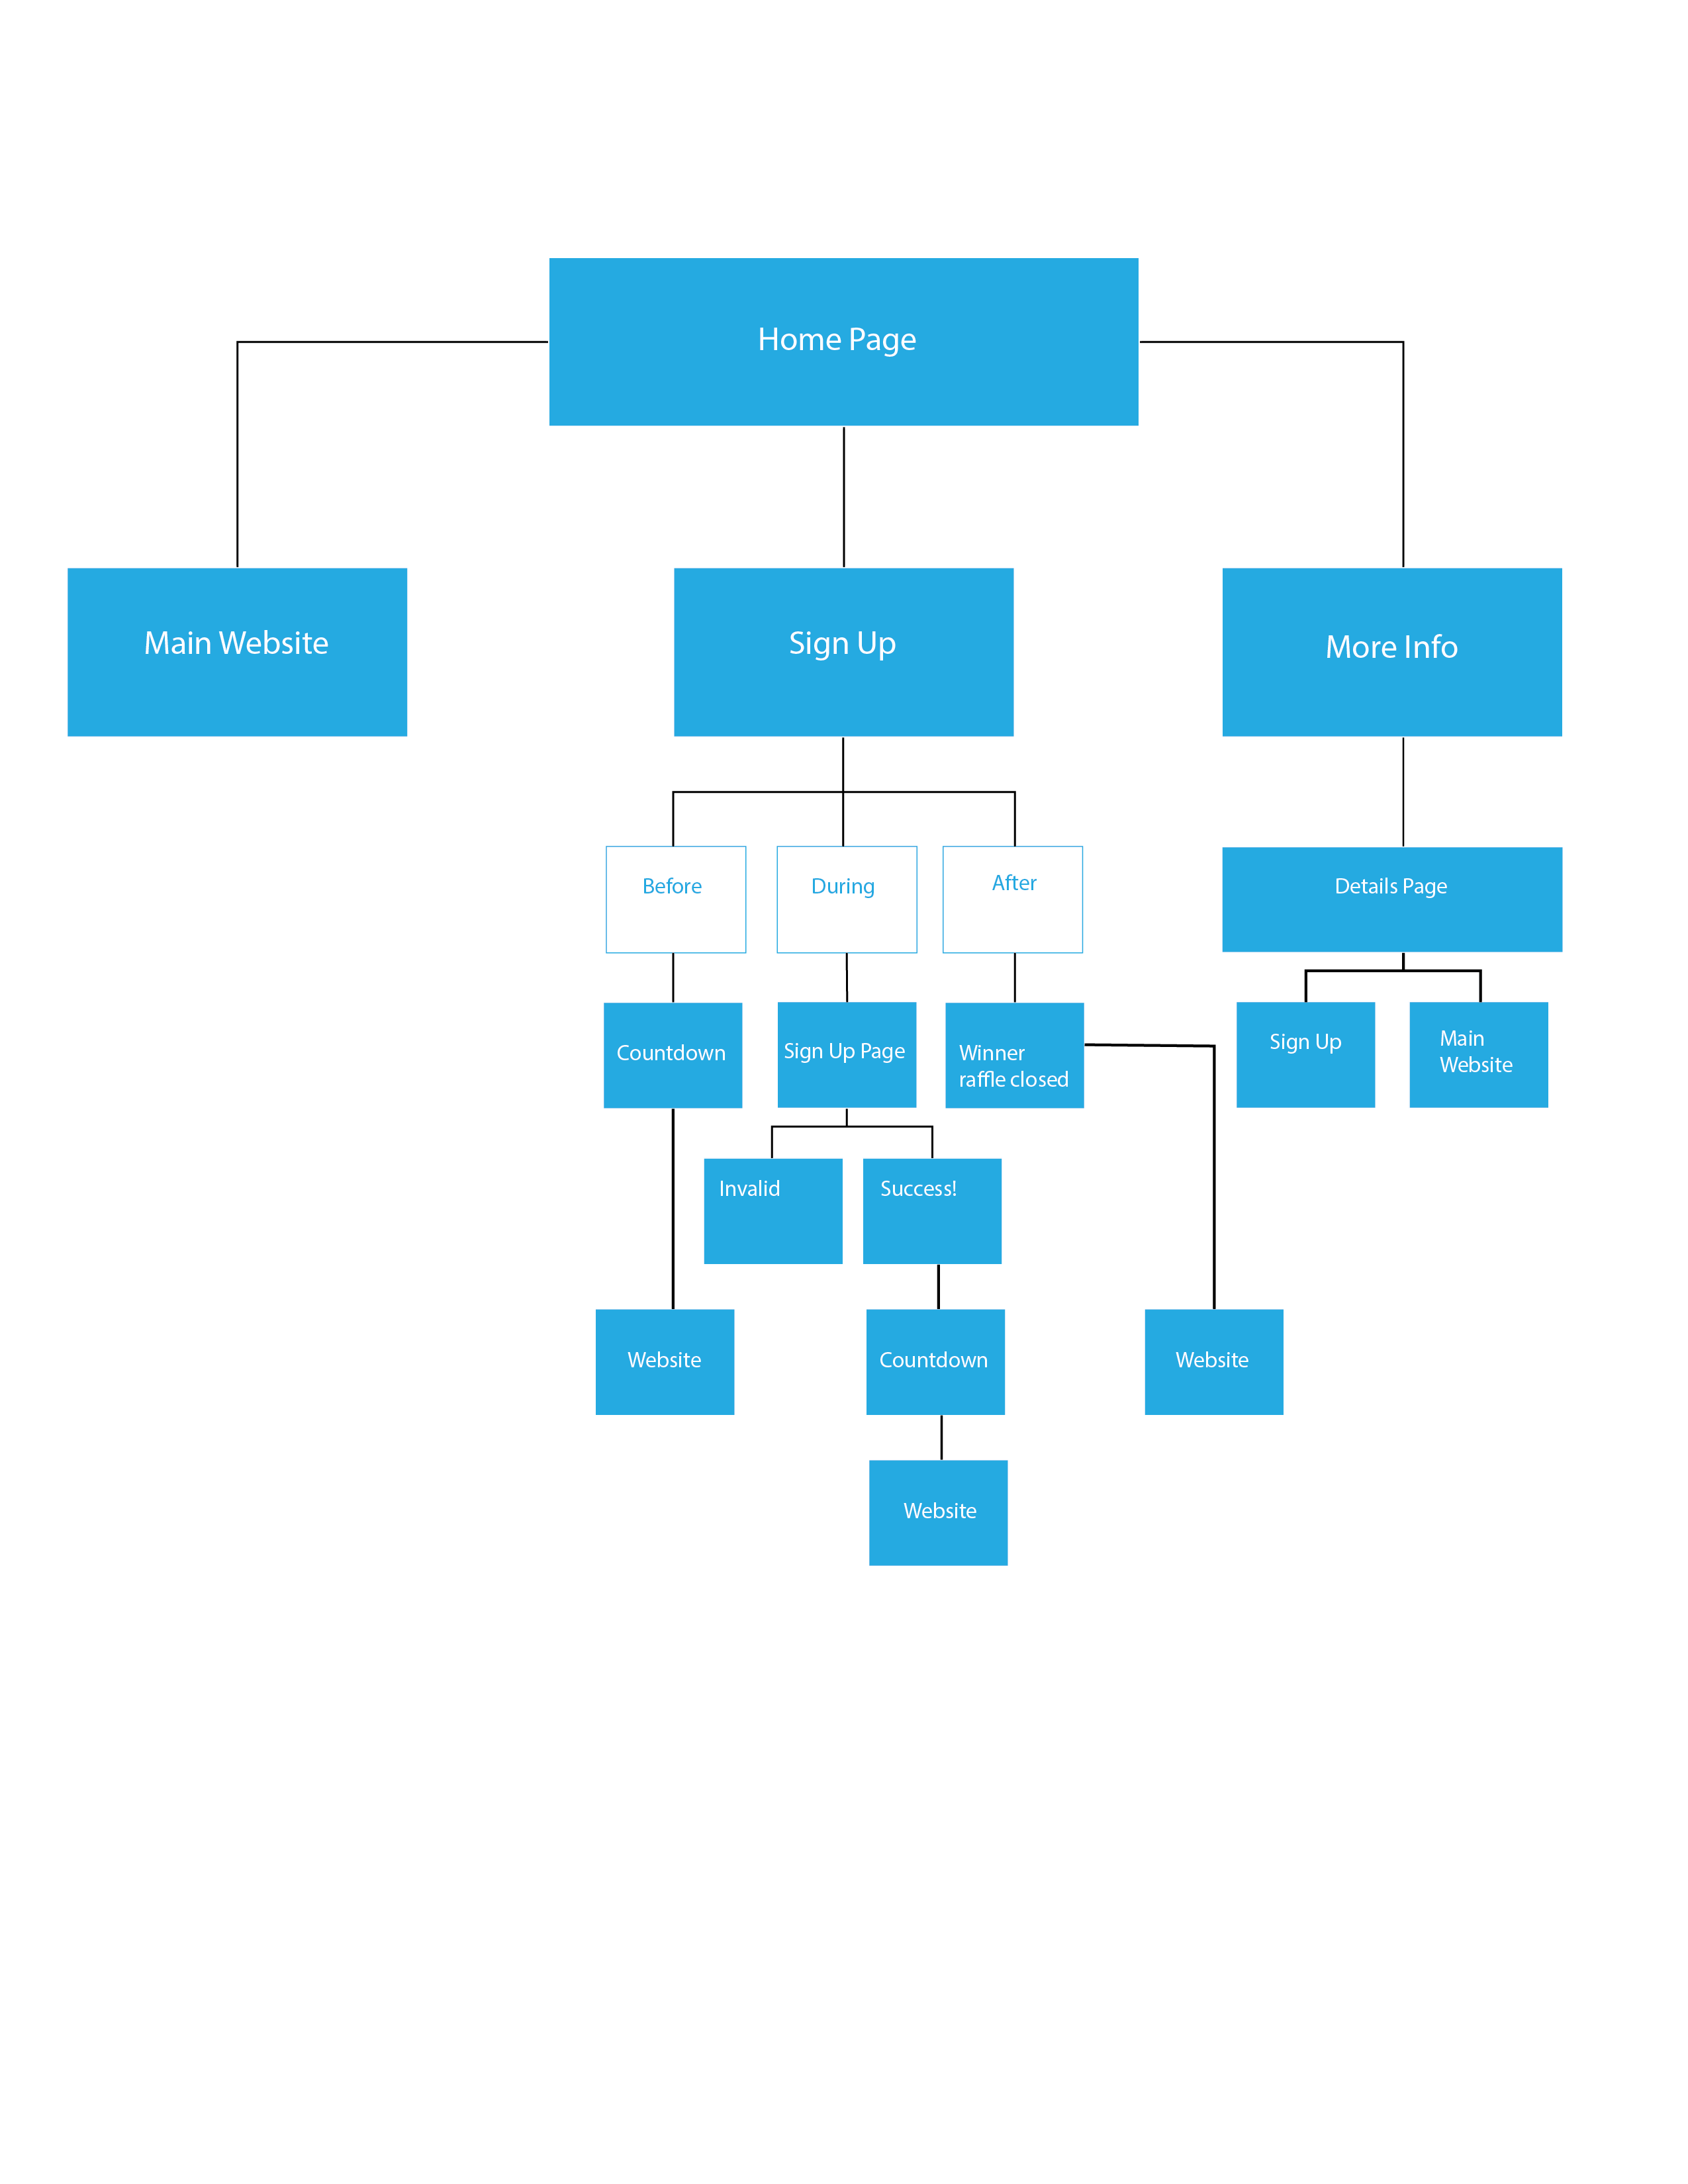 Home Page
Main Website
Sign Up
More Info
Before
During
After
Details Page
Countdown
Sign Up Page
Winner
raffle closed
Sign Up
Main
Website
Invalid
Success!
Website
Countdown
Website
Website